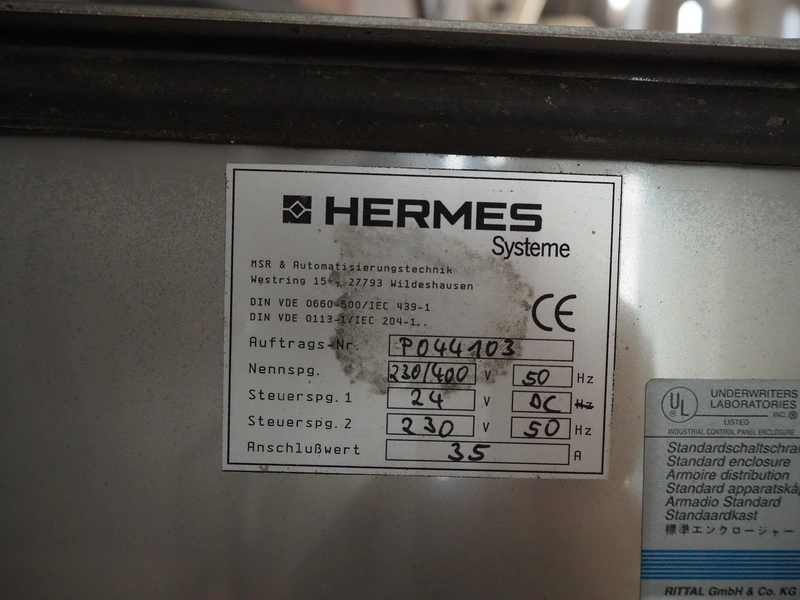 HERMES
Systeme
MSR & Automatisierungstechnik
Westring 15, 27793 Wildeshausen
DIN VDE 0660-500/IEC 439-1
DIN VDE 0113-1/IEC 204-1
CE
Auftrags-Nr. P044103
Nennspg. 230/400 V 50 Hz
Steuerspg. 1 24 V DC Hz
Steuerspg. 2 230 V 50 Hz
Anschlußwert 35 A
UL
UNDERWRITERS
LABORATORIES
INC.®
LISTED
INDUSTRIAL CONTROL PANEL ENCLOSURE
Standardschaltschra
Standard enclosure
Armoire distribution
Standard apparatskå
Armadio Standard
Standaardkast
標準エンクロージャー
RITTAL GmbH & Co. KG